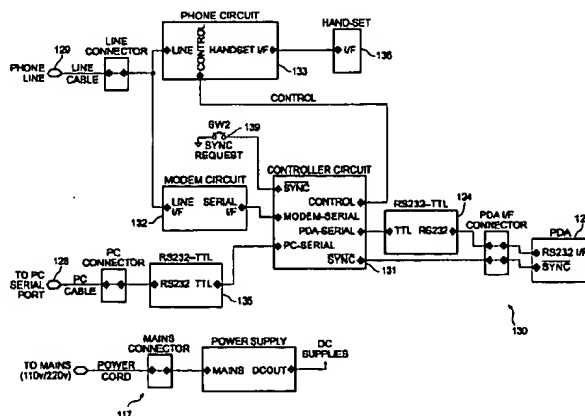 PHONE CIRCUIT
HAND-SET
LINE
CONNECTOR
129
PHONE
LINE
LINE
CABLE
LINE
CONTROL
HANDSET I/F
133
I/F
136
CONTROL
SW2
139
SYNC
REQUEST
CONTROLLER CIRCUIT
MODEM CIRCUIT
LINE
I/F
SERIAL
I/F
132
SYNC
CONTROL
MODEM-SERIAL
PDA-SERIAL
PC-SERIAL
SYNC
131
RS232-TTL
124
TTL RS232
PDA I/F
CONNECTOR
PDA
RS232 I/F
SYNC
130
128
TO PC
SERIAL
PORT
PC
CABLE
PC
CONNECTOR
RS232-TTL
RS232 TTL
135
MAINS
CONNECTOR
POWER SUPPLY
DC
SUPPLIES
TO MAINS
(110v/220v)
POWER
CORD
MAINS DCOUT
117